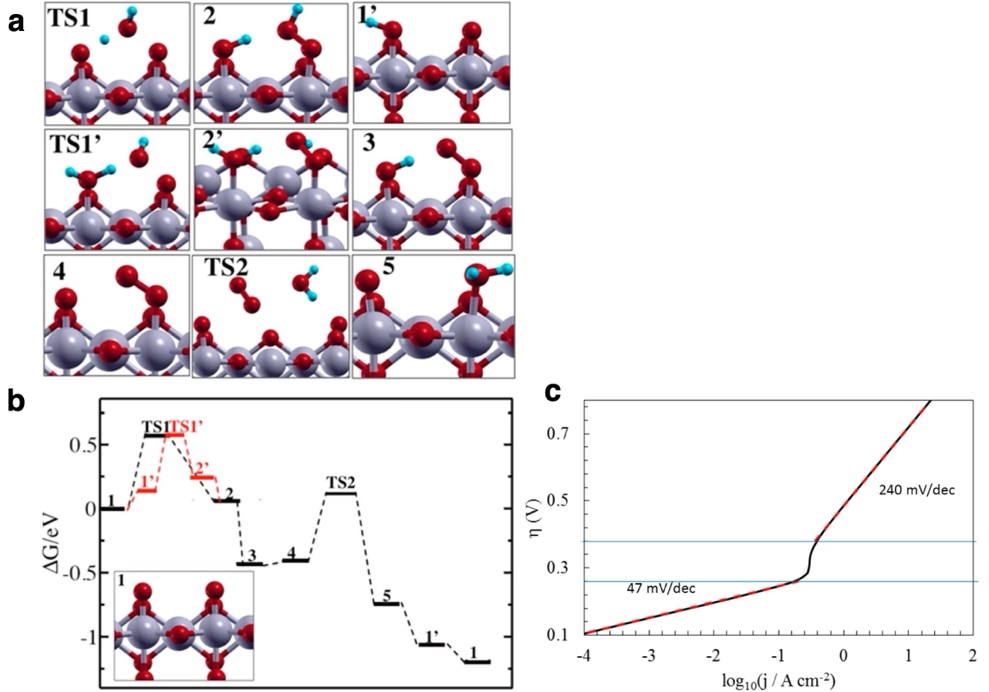 a
TS1 2 1'
TS1' 2' 3
4 TS2 5
b
0.5
0
-0.5
-1
ΔG/eV
1 1' TS1 TS1' 2' 2 3 4 TS2 5 1' 1
1
c
0.7
0.5
0.3
0.1
η (V)
240 mV/dec
47 mV/dec
-4 -3 -2 -1 0 1 2
log₁₀(j / A cm⁻²)